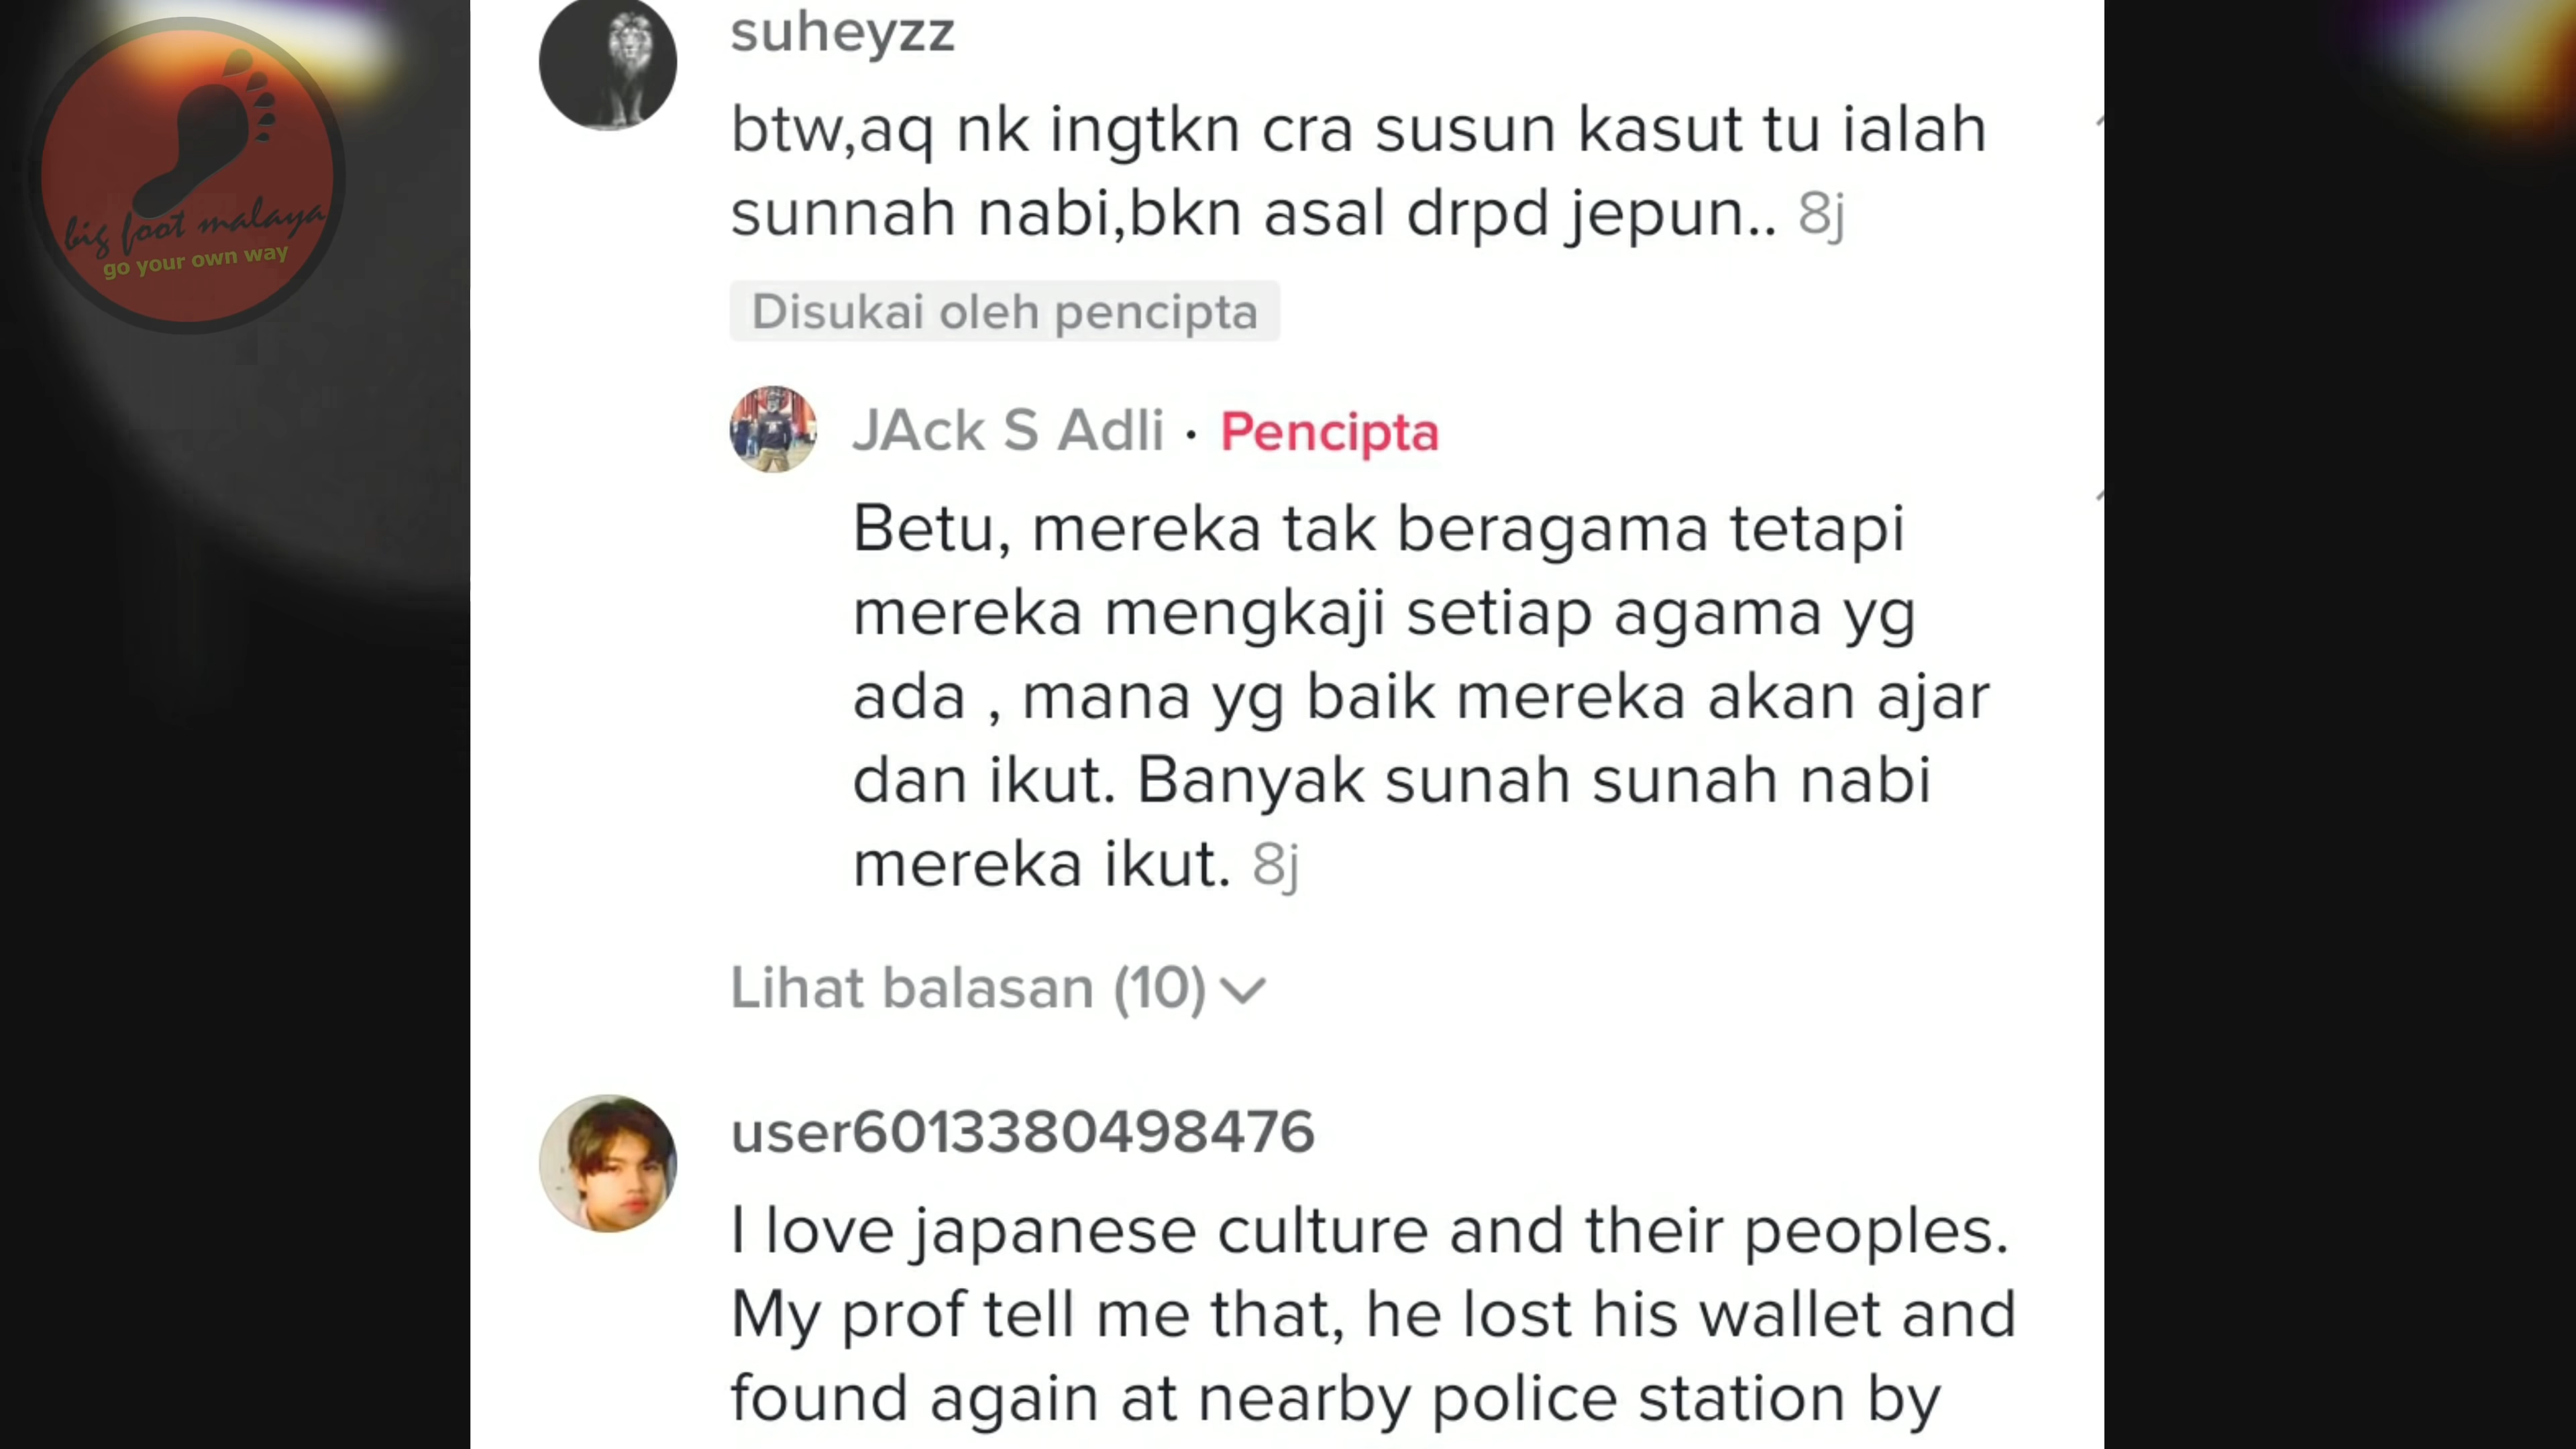 big foot malaya
go your own way
suheyzz
btw,aq nk ingtkn cra susun kasut tu ialah
sunnah nabi,bkn asal drpd jepun.. 8j
Disukai oleh pencipta
JAck S Adli · Pencipta
Betu, mereka tak beragama tetapi
mereka mengkaji setiap agama yg
ada , mana yg baik mereka akan ajar
dan ikut. Banyak sunah sunah nabi
mereka ikut. 8j
Lihat balasan (10)
user6013380498476
I love japanese culture and their peoples.
My prof tell me that, he lost his wallet and
found again at nearby police station by